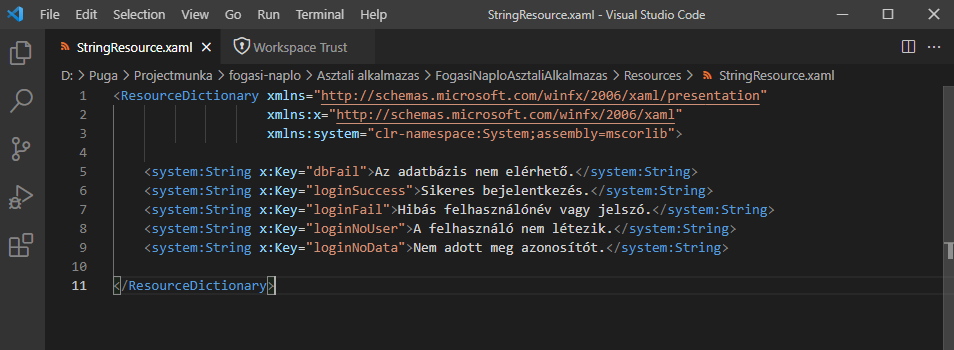 File Edit Selection View Go Run Terminal Help StringResource.xaml - Visual Studio Code
StringResource.xaml Workspace Trust
D: > Puga > Projectmunka > fogasi-naplo > Asztali alkalmazas > FogasiNaploAsztaliAlkalmazas > Resources > StringResource.xaml
1 <ResourceDictionary xmlns="http://schemas.microsoft.com/winfx/2006/xaml/presentation"
2 xmlns:x="http://schemas.microsoft.com/winfx/2006/xaml"
3 xmlns:system="clr-namespace:System;assembly=mscorlib">
4
5 <system:String x:Key="dbFail">Az adatbázis nem elérhető.</system:String>
6 <system:String x:Key="loginSuccess">Sikeres bejelentkezés.</system:String>
7 <system:String x:Key="loginFail">Hibás felhasználónév vagy jelszó.</system:String>
8 <system:String x:Key="loginNoUser">A felhasználó nem létezik.</system:String>
9 <system:String x:Key="loginNoData">Nem adott meg azonosítót.</system:String>
10
11 </ResourceDictionary>